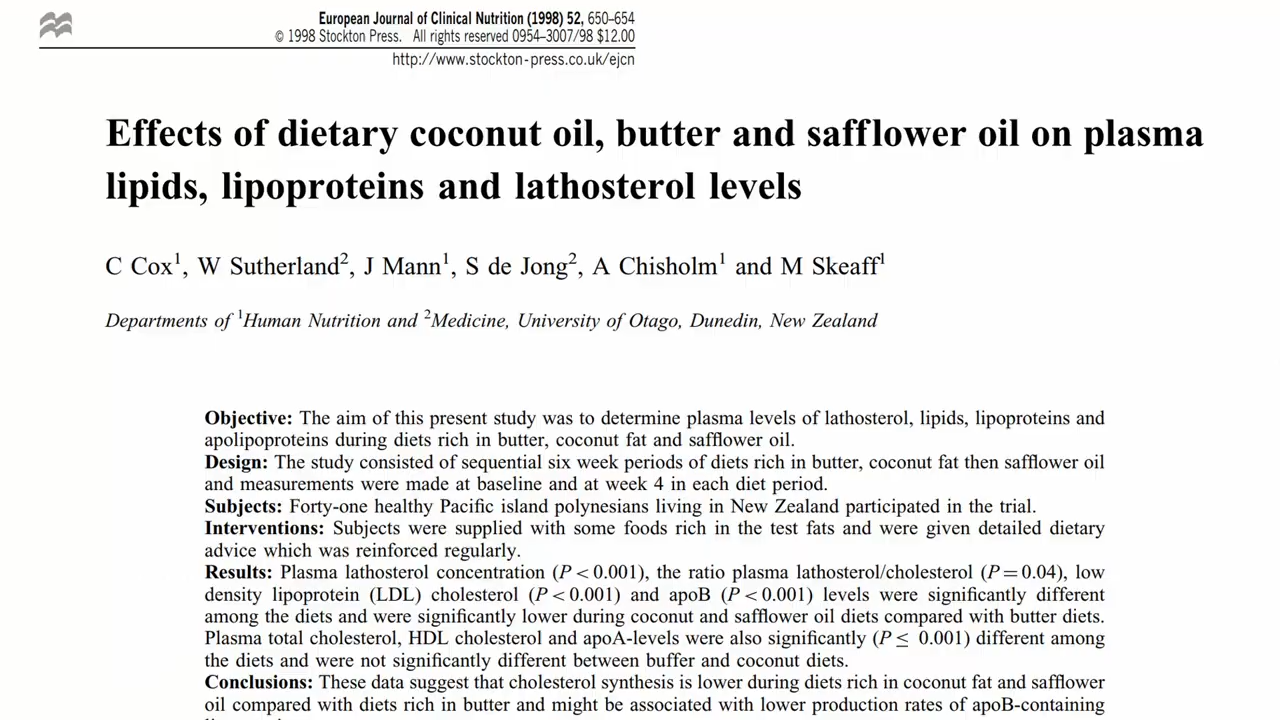 European Journal of Clinical Nutrition (1998) 52, 650–654
© 1998 Stockton Press. All rights reserved 0954–3007/98 $12.00
http://www.stockton-press.co.uk/ejcn
Effects of dietary coconut oil, butter and safflower oil on plasma
lipids, lipoproteins and lathosterol levels
C Cox1, W Sutherland2, J Mann1, S de Jong2, A Chisholm1 and M Skeaff1
Departments of 1Human Nutrition and 2Medicine, University of Otago, Dunedin, New Zealand
Objective: The aim of this present study was to determine plasma levels of lathosterol, lipids, lipoproteins and
apolipoproteins during diets rich in butter, coconut fat and safflower oil.
Design: The study consisted of sequential six week periods of diets rich in butter, coconut fat then safflower oil
and measurements were made at baseline and at week 4 in each diet period.
Subjects: Forty-one healthy Pacific island polynesians living in New Zealand participated in the trial.
Interventions: Subjects were supplied with some foods rich in the test fats and were given detailed dietary
advice which was reinforced regularly.
Results: Plasma lathosterol concentration (P < 0.001), the ratio plasma lathosterol/cholesterol (P = 0.04), low
density lipoprotein (LDL) cholesterol (P < 0.001) and apoB (P < 0.001) levels were significantly different
among the diets and were significantly lower during coconut and safflower oil diets compared with butter diets.
Plasma total cholesterol, HDL cholesterol and apoA-levels were also significantly (P ≤ 0.001) different among
the diets and were not significantly different between buffer and coconut diets.
Conclusions: These data suggest that cholesterol synthesis is lower during diets rich in coconut fat and safflower
oil compared with diets rich in butter and might be associated with lower production rates of apoB-containing